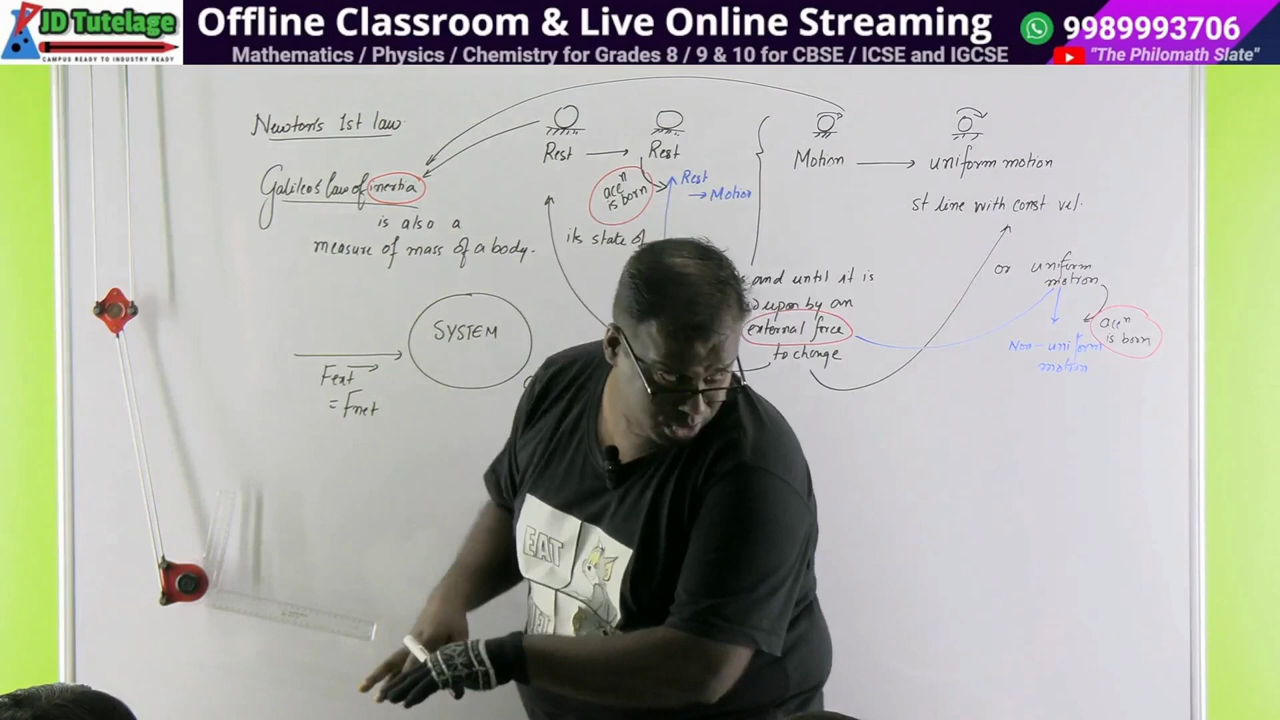 JD Tutelage
CAMPUS READY TO INDUSTRY READY
Offline Classroom & Live Online Streaming
Mathematics / Physics / Chemistry for Grades 8 / 9 & 10 for CBSE / ICSE and IGCSE
9989993706
"The Philomath Slate"
Newton's 1st law
Galileo's law of inertia
is also a
measure of mass of a body.
Rest → Rest
accⁿ
is born
Rest
→ Motion
its state of
Motion → uniform motion
st line with const vel.
and until it is
upon by an
external force
to change
or uniform
motion
accⁿ
is born
Non-uniform
motion
SYSTEM
Fext
= Fnet
EAT